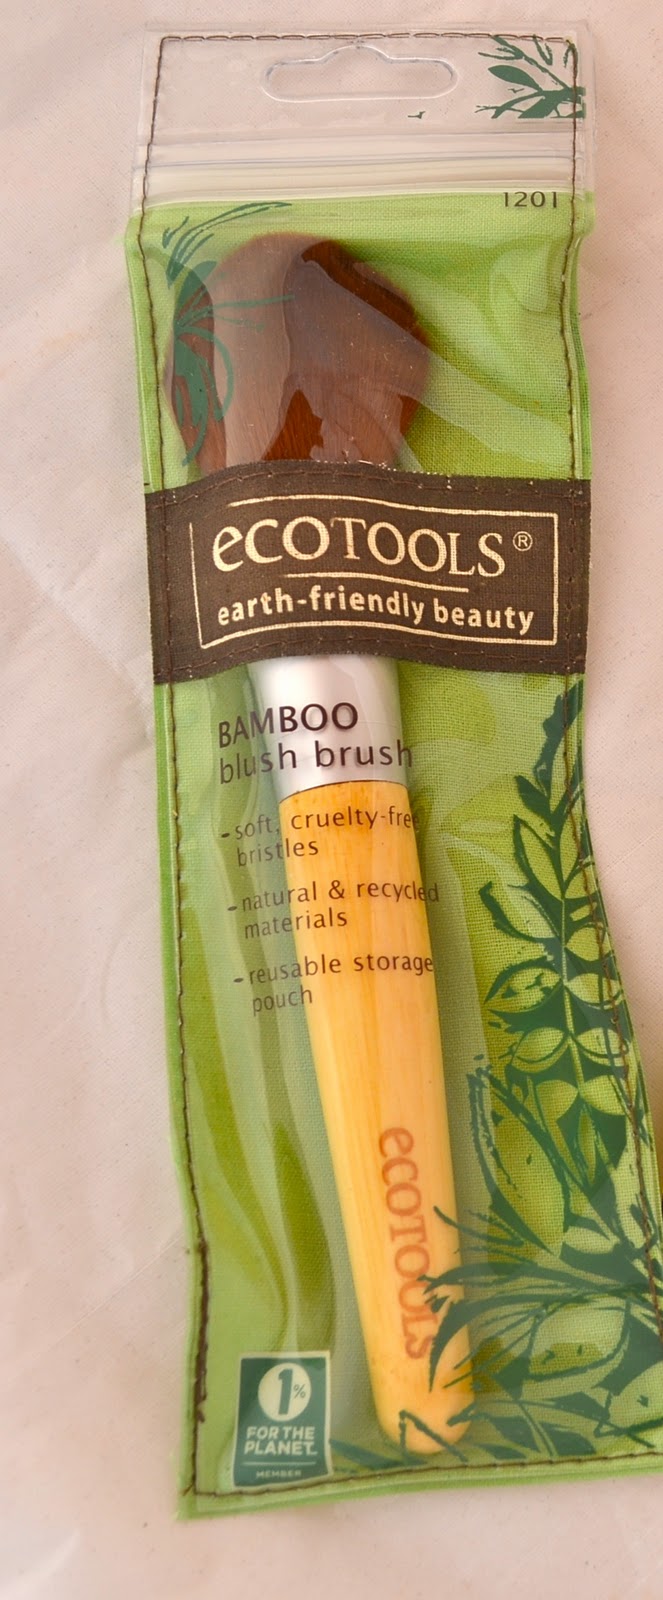 1201
ecoTOOLS®
earth-friendly beauty
BAMBOO
blush brush
-soft, cruelty-free
bristles
-natural & recycled
materials
-reusable storage
pouch
ecoTOOLS
1%
FOR THE
PLANET™
MEMBER